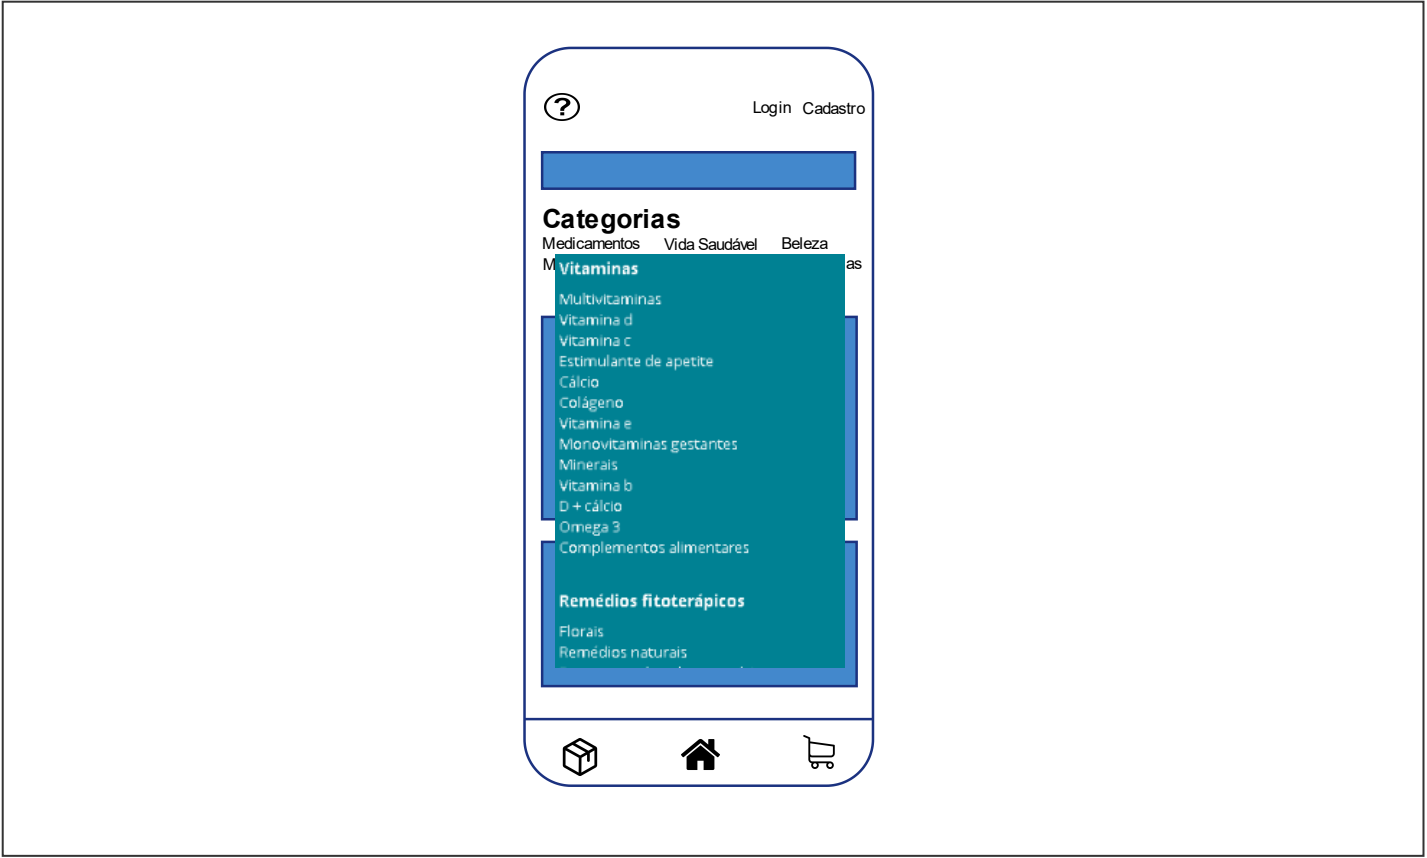 ?
Login Cadastro
Categorias
Medicamentos Vida Saudável Beleza
Vitaminas
Multivitaminas
Vitamina d
Vitamina c
Estimulante de apetite
Cálcio
Colágeno
Vitamina e
Monovitaminas gestantes
Minerais
Vitamina b
D + cálcio
Omega 3
Complementos alimentares
Remédios fitoterápicos
Florais
Remédios naturais